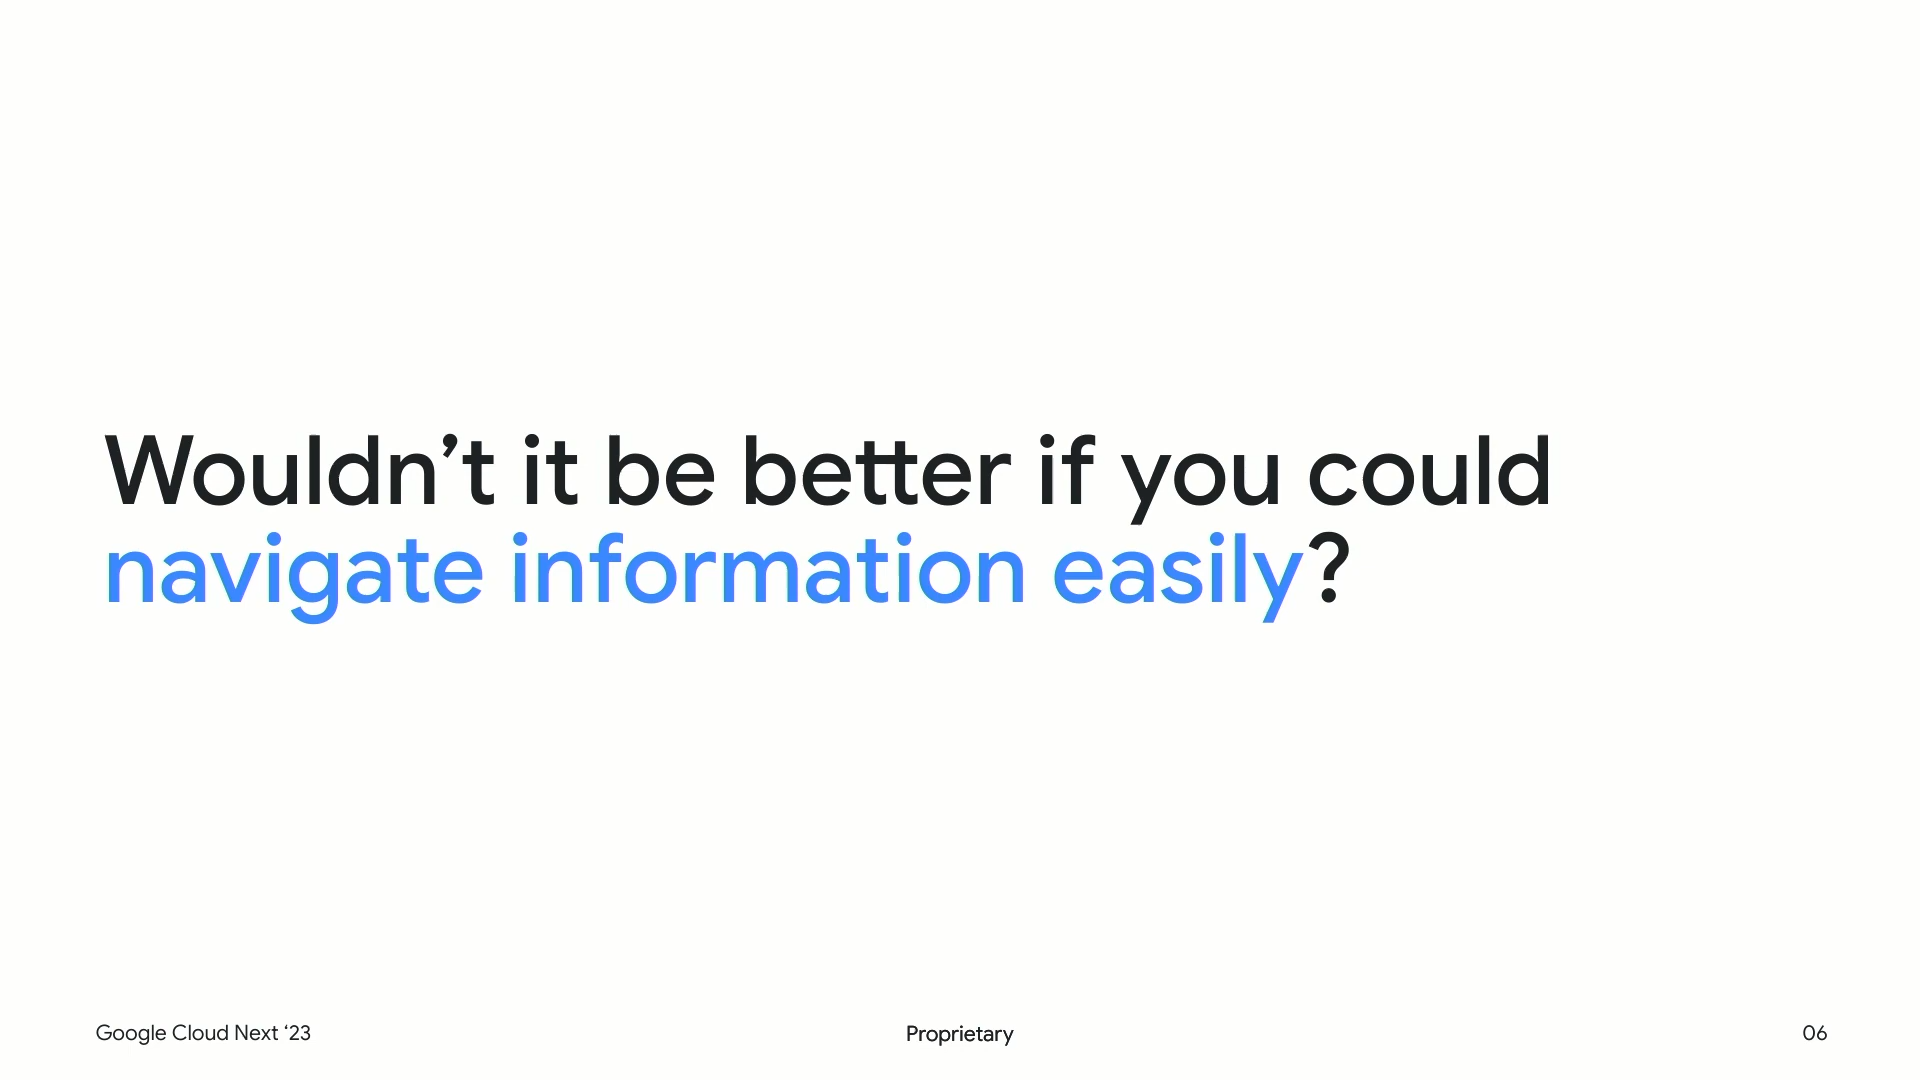 Wouldn’t it be better if you could
navigate information easily?
Google Cloud Next ‘23
Proprietary
06